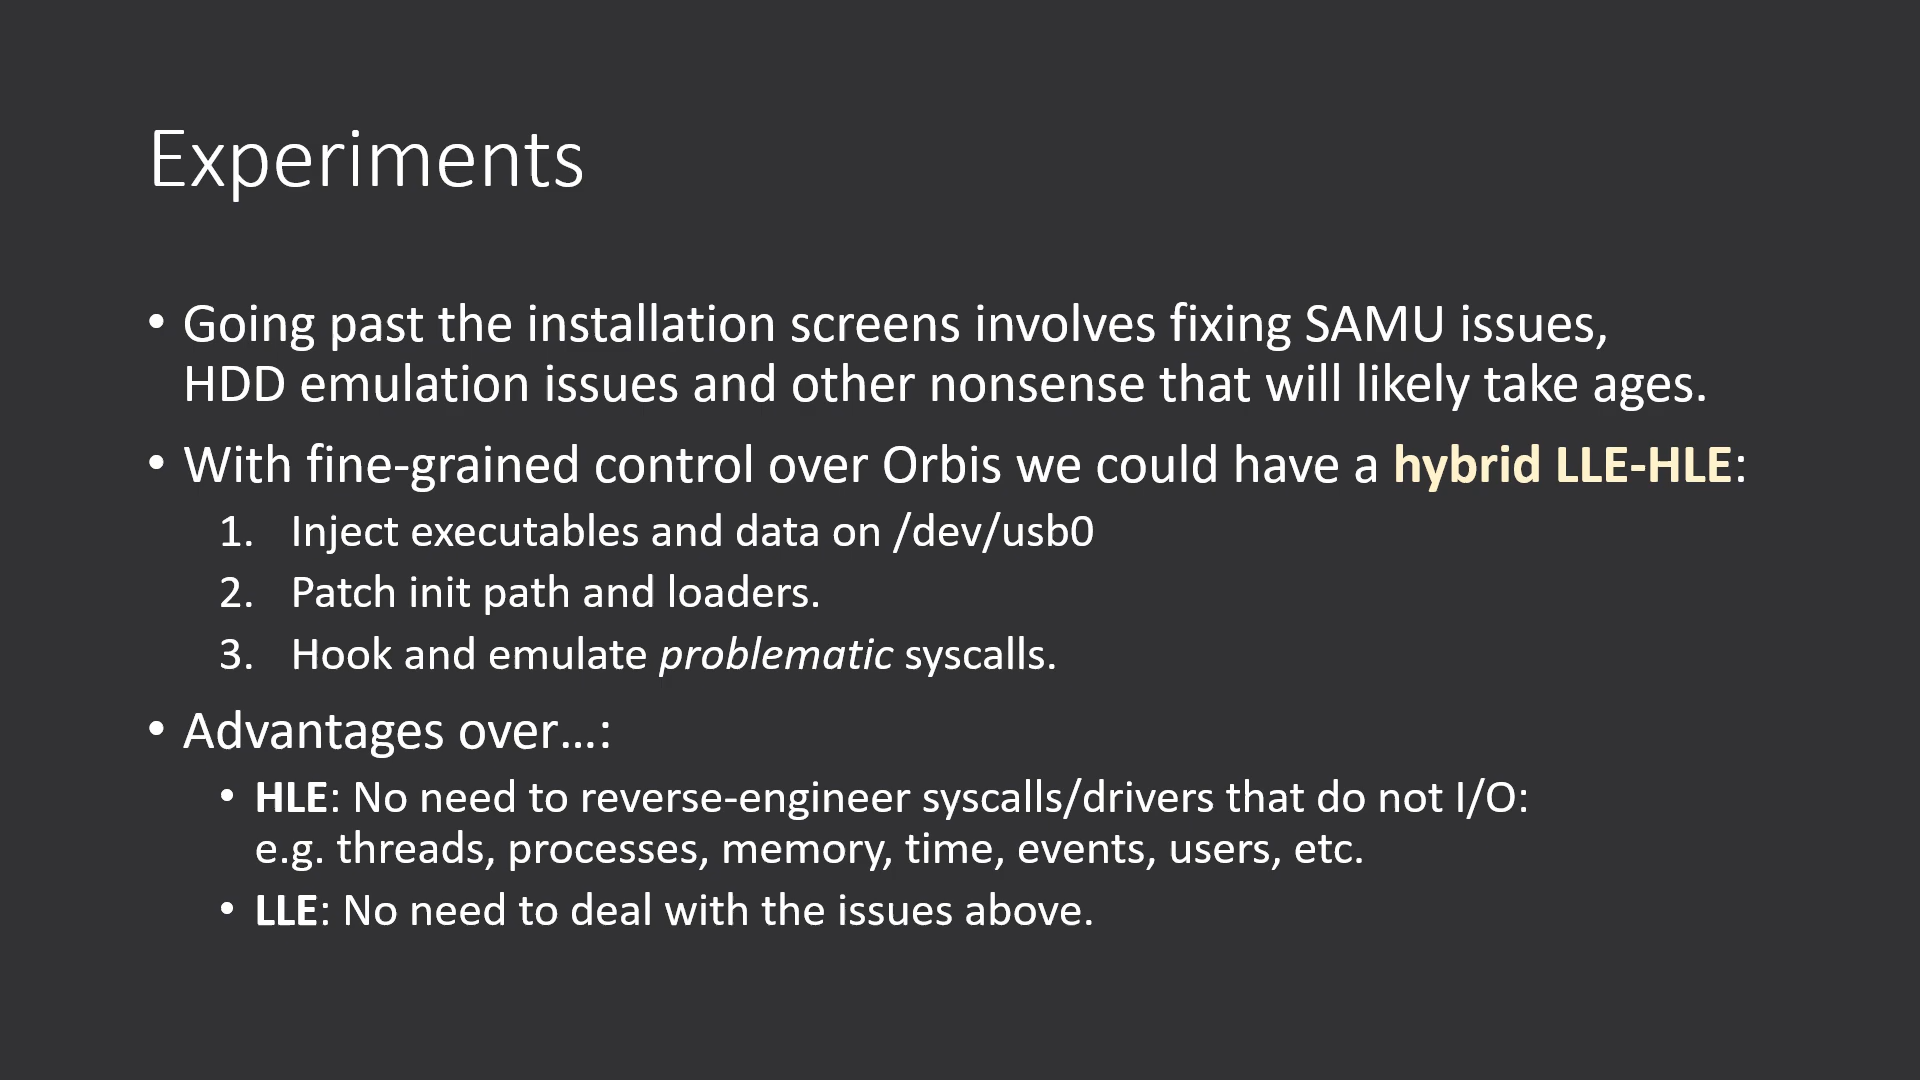 Experiments
• Going past the installation screens involves fixing SAMU issues,
HDD emulation issues and other nonsense that will likely take ages.
• With fine-grained control over Orbis we could have a hybrid LLE-HLE:
1. Inject executables and data on /dev/usb0
2. Patch init path and loaders.
3. Hook and emulate problematic syscalls.
• Advantages over…:
• HLE: No need to reverse-engineer syscalls/drivers that do not I/O:
e.g. threads, processes, memory, time, events, users, etc.
• LLE: No need to deal with the issues above.